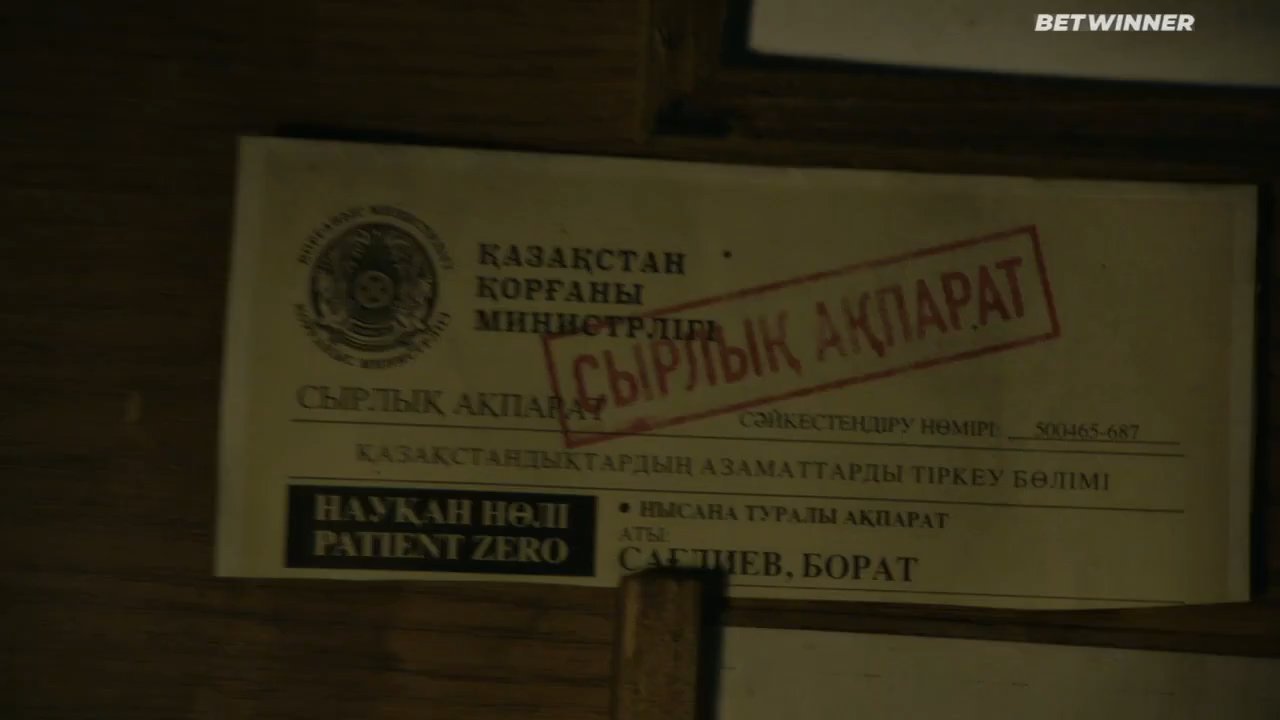 BETWINNER
ҚАЗАҚСТАН
ҚОРҒАНЫ
МИНИСТРЛІГІ
СЫРЛЫҚ АҚПАРАТ
СЫРЛЫҚ АҚПАРАТ
СӘЙКЕСТЕНДІРУ НӨМІРІ: 500465-687
ҚАЗАҚСТАНДЫҚТАРДЫҢ АЗАМАТТАРДЫ ТІРКЕУ БӨЛІМІ
НАУҚАН НӨЛІ
PATIENT ZERO
• НЫСАНА ТУРАЛЫ АҚПАРАТ
АТЫ:
САҒДИЕВ, БОРАТ